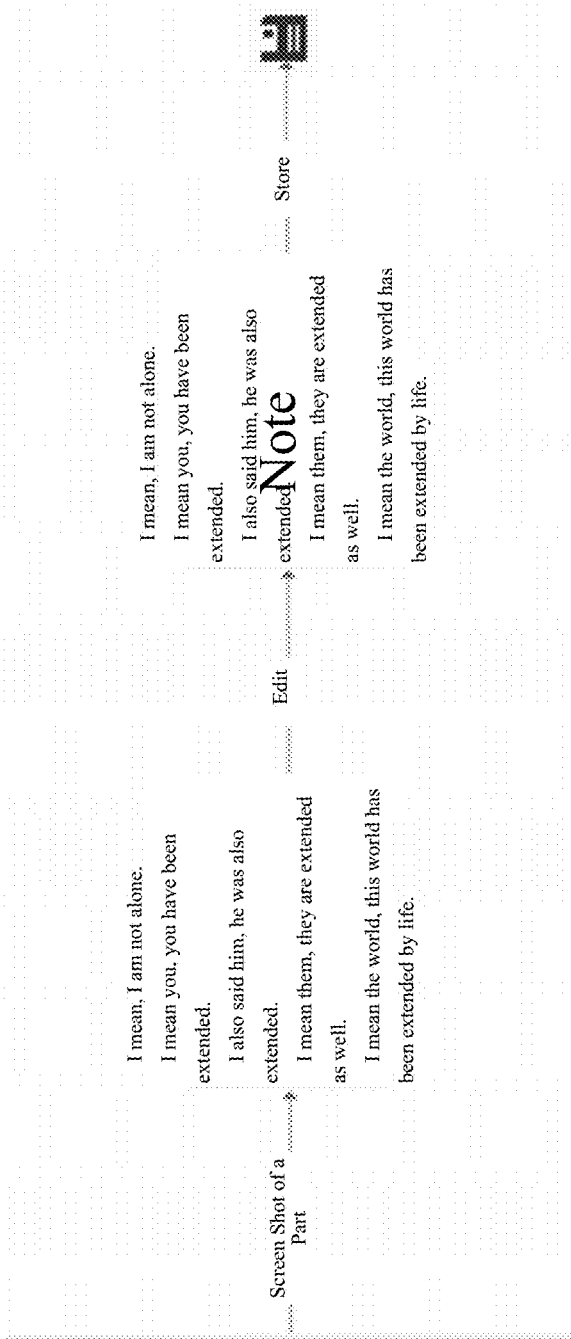 Screen Shot of a
Part
I mean, I am not alone.
I mean you, you have been
extended.
I also said him, he was also
extended.
I mean them, they are extended
as well.
I mean the world, this world has
been extended by life.
Edit
I mean, I am not alone.
I mean you, you have been
extended.
I also said him, he was also
extended
Note
I mean them, they are extended
as well.
I mean the world, this world has
been extended by life.
Store